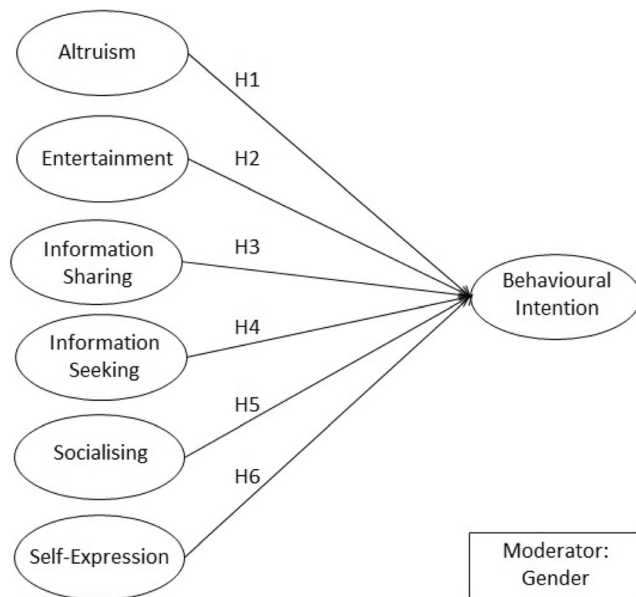 Altruism
H1
Entertainment
H2
Information
Sharing
H3
Information
Seeking
H4
Socialising
H5
Self-Expression
H6
Behavioural
Intention
Moderator:
Gender